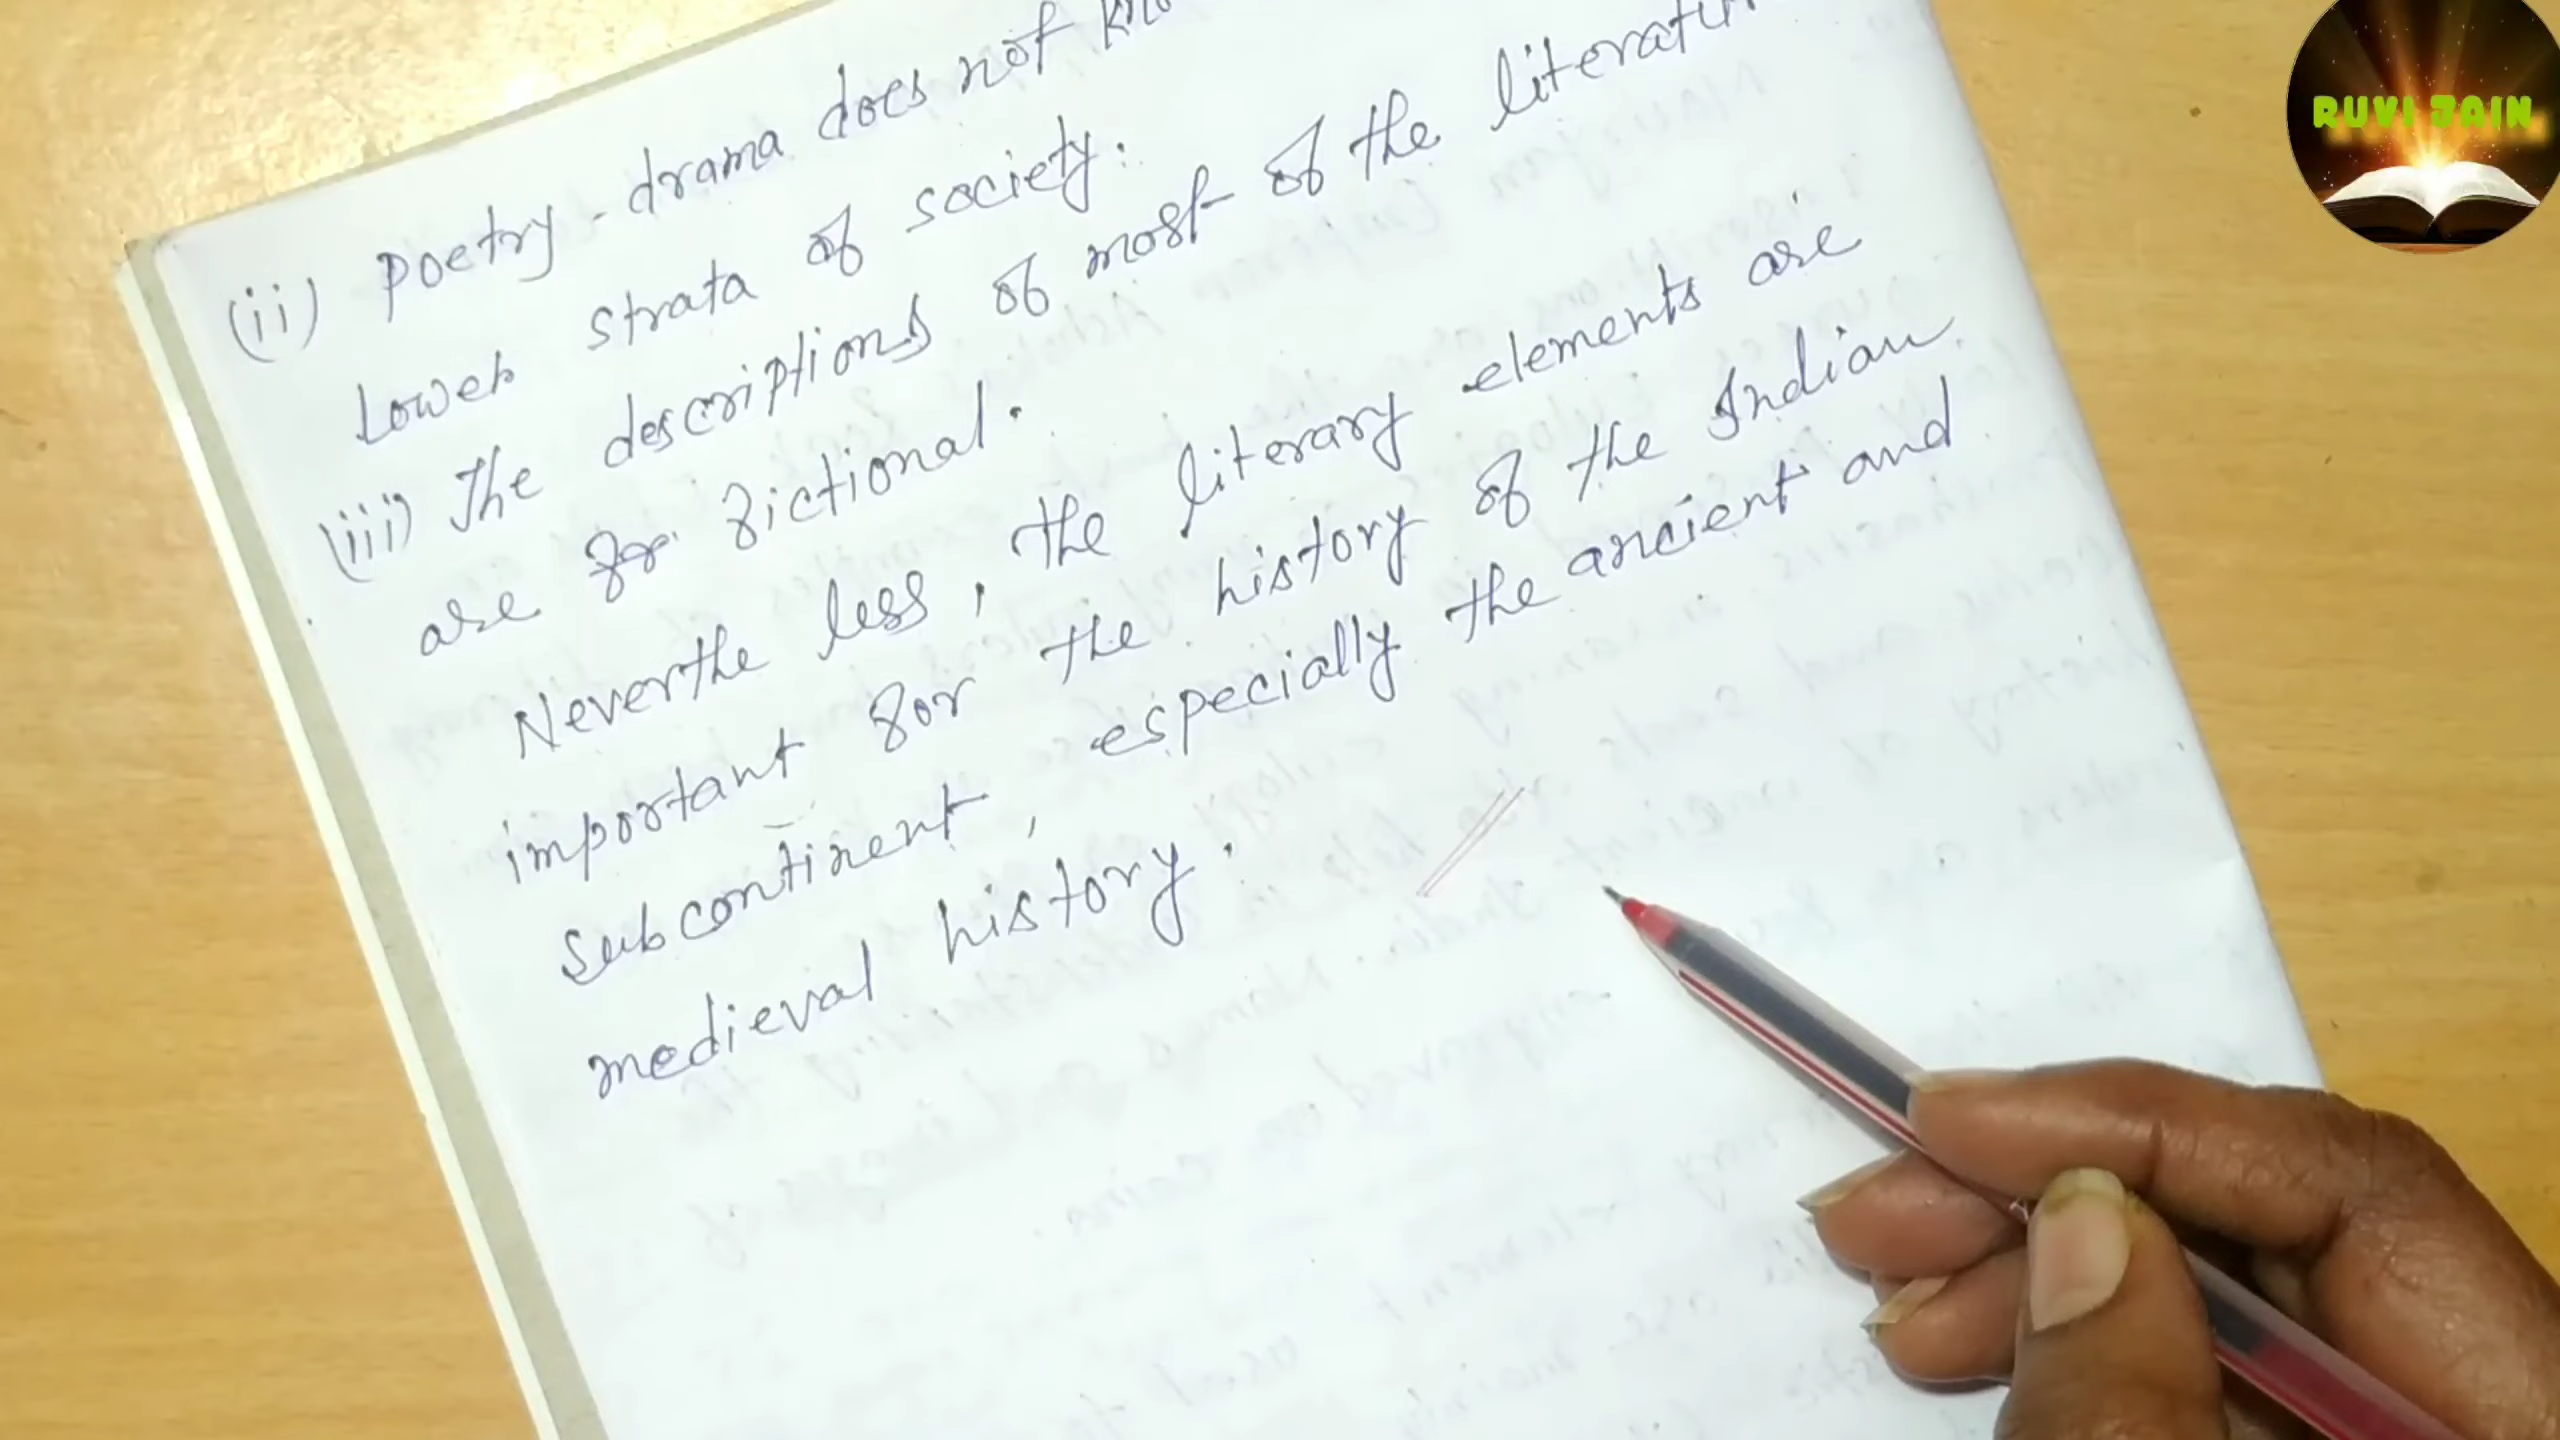 (ii) Poetry-drama does not
Lower strata of society.
(iii) The descriptions of most of the
are for fictional.
Neverthe less, the literary elements are
important for the history of the Indian
subcontinent, especially the ancient and
medieval history.
RUVI JAIN